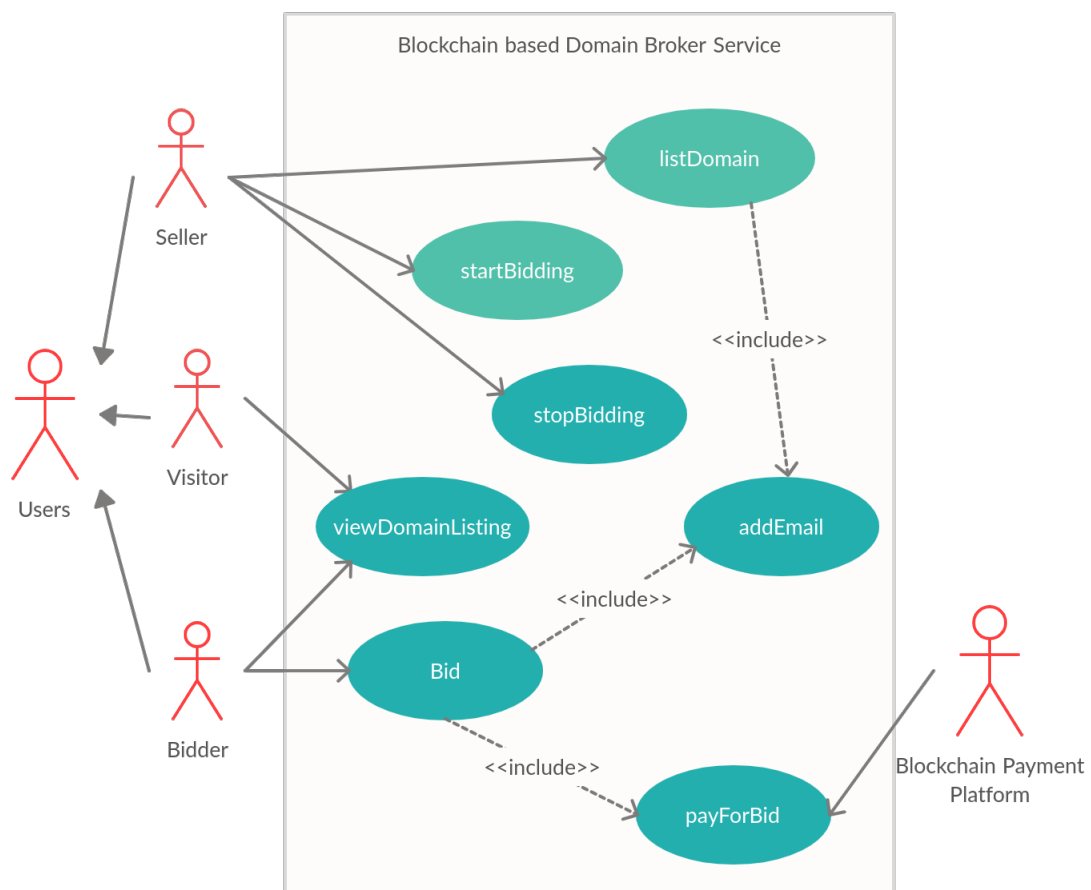 Blockchain based Domain Broker Service
listDomain
Seller
startBidding
<<include>>
stopBidding
Visitor
Users
viewDomainListing
addEmail
<<include>>
Bid
Bidder
<<include>>
Blockchain Payment
Platform
payForBid